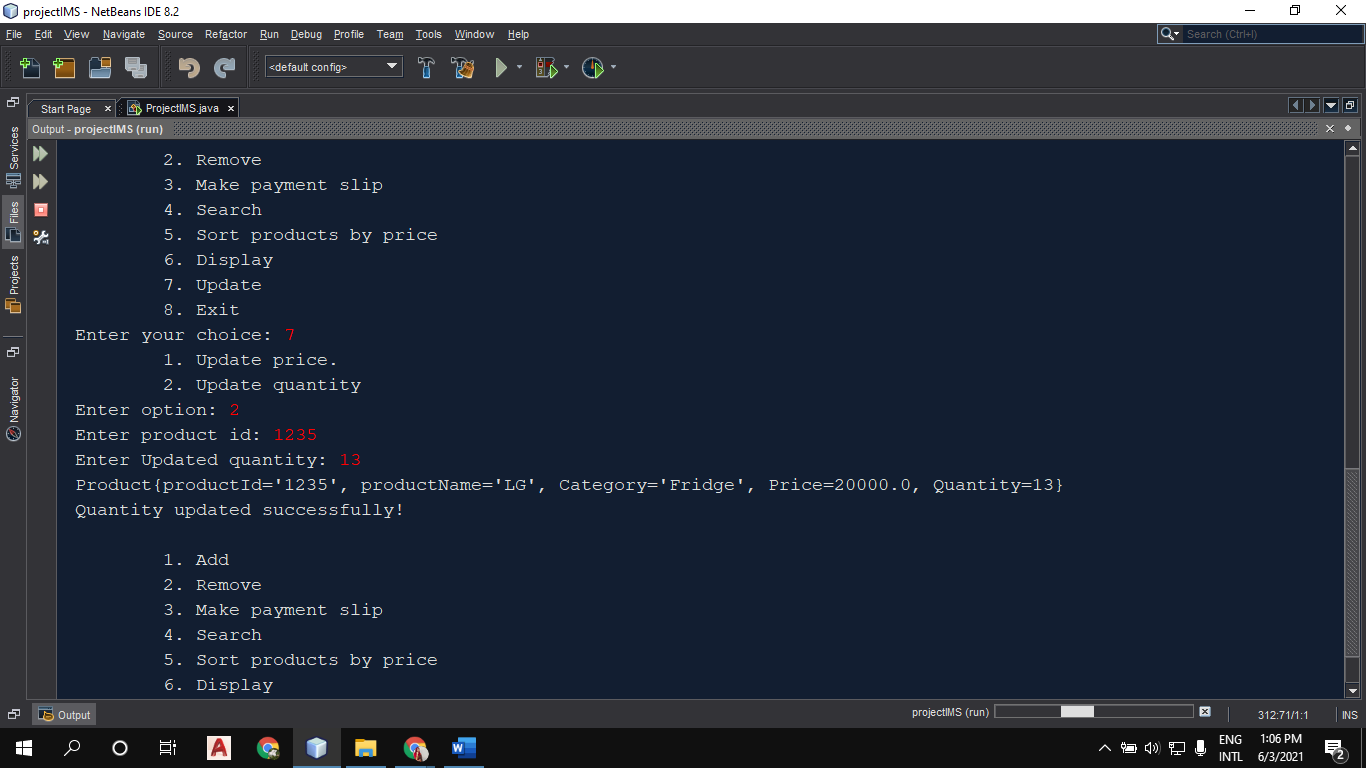 projectIMS - NetBeans IDE 8.2
File Edit View Navigate Source Refactor Run Debug Profile Team Tools Window Help
Search (Ctrl+I)
<default config>
Start Page
ProjectIMS.java
Output - projectIMS (run)
Services
Files
Projects
Navigator
2. Remove
3. Make payment slip
4. Search
5. Sort products by price
6. Display
7. Update
8. Exit
Enter your choice: 7
1. Update price.
2. Update quantity
Enter option: 2
Enter product id: 1235
Enter Updated quantity: 13
Product{productId='1235', productName='LG', Category='Fridge', Price=20000.0, Quantity=13}
Quantity updated successfully!
1. Add
2. Remove
3. Make payment slip
4. Search
5. Sort products by price
6. Display
Output
projectIMS (run)
312:71/1:1
INS
ENG
INTL
1:06 PM
6/3/2021
2